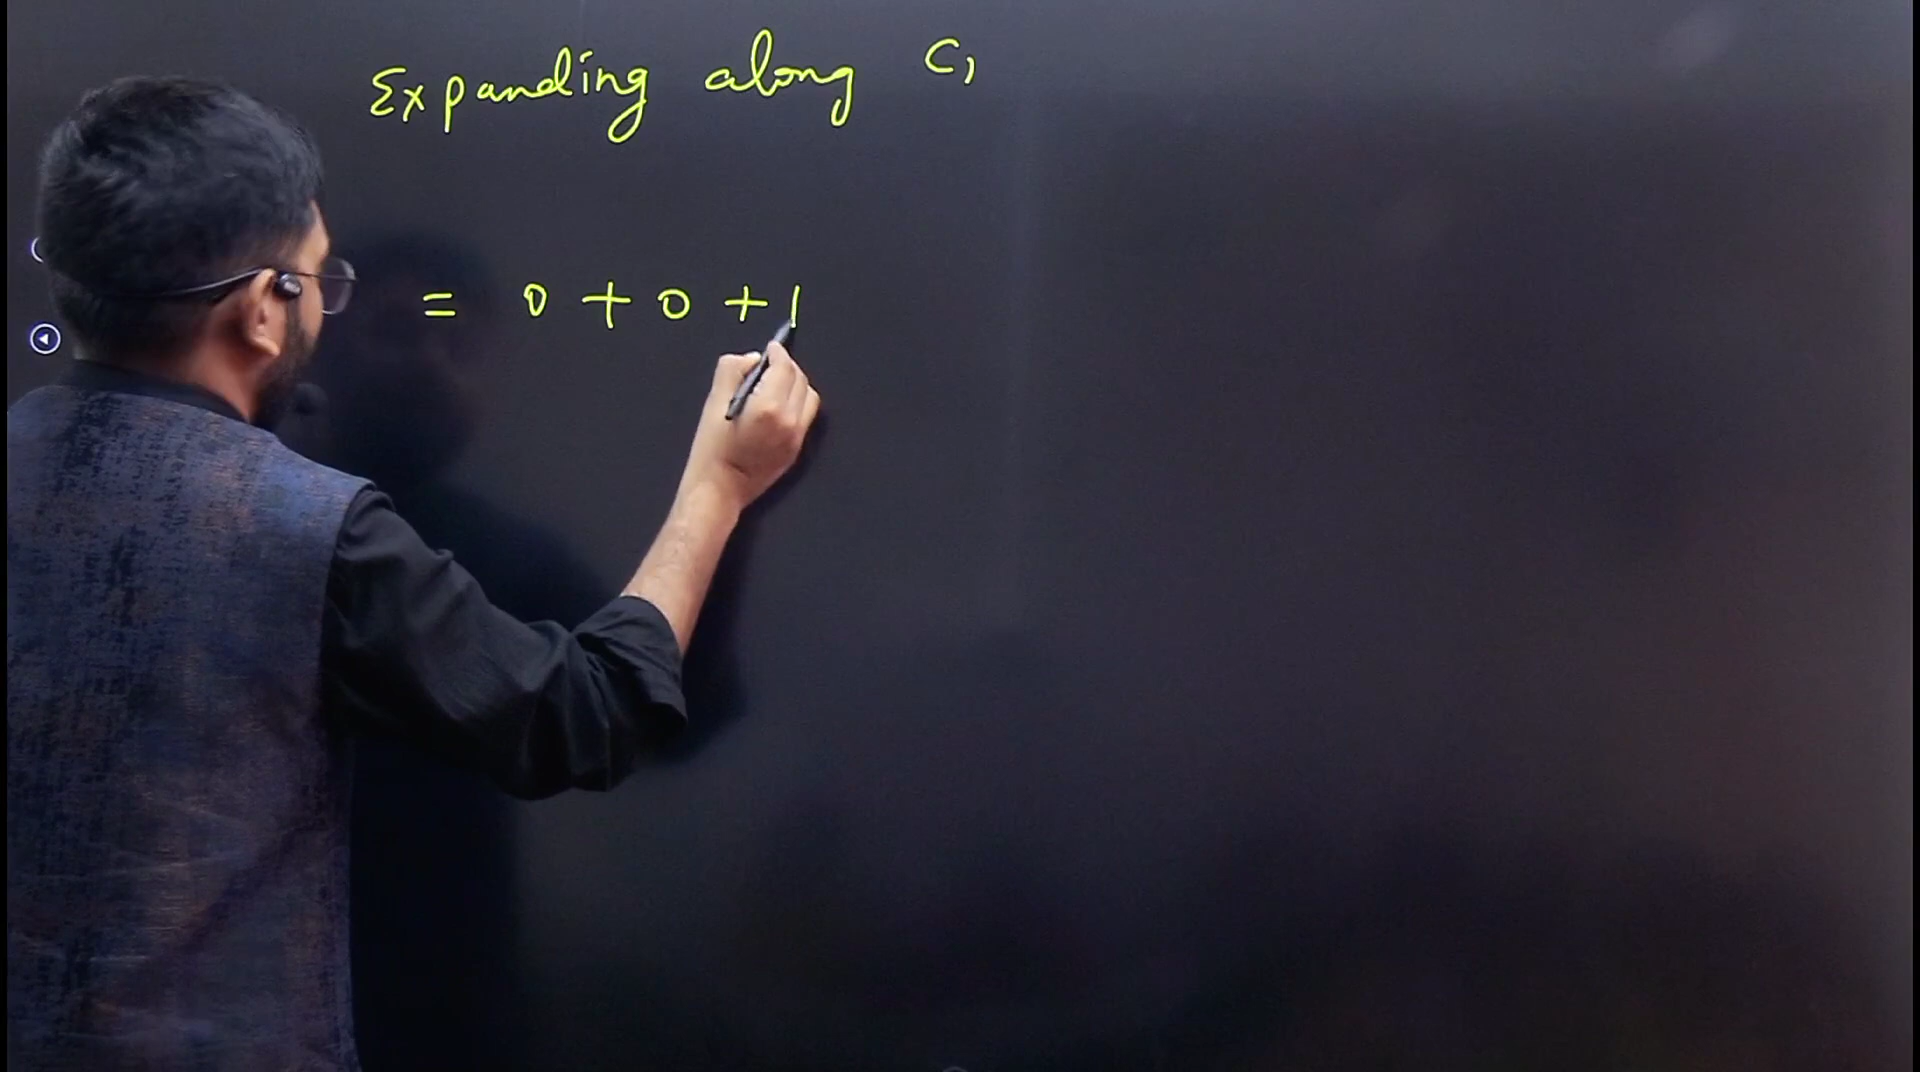 Expanding along C₁
= 0 + 0 + 1